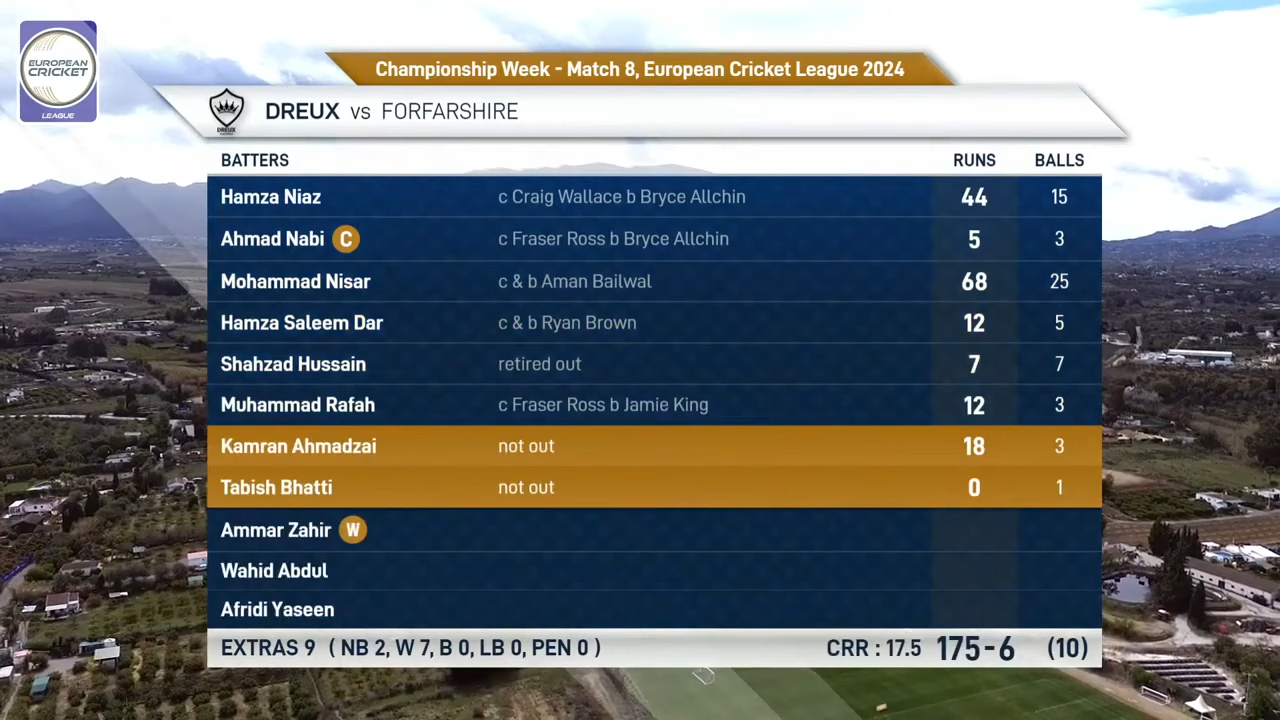 EUROPEAN
CRICKET
LEAGUE
Championship Week - Match 8, European Cricket League 2024
DREUX
DREUX vs FORFARSHIRE
BATTERS RUNS BALLS
Hamza Niaz c Craig Wallace b Bryce Allchin 44 15
Ahmad Nabi C c Fraser Ross b Bryce Allchin 5 3
Mohammad Nisar c & b Aman Bailwal 68 25
Hamza Saleem Dar c & b Ryan Brown 12 5
Shahzad Hussain retired out 7 7
Muhammad Rafah c Fraser Ross b Jamie King 12 3
Kamran Ahmadzai not out 18 3
Tabish Bhatti not out 0 1
Ammar Zahir W
Wahid Abdul
Afridi Yaseen
EXTRAS 9 ( NB 2, W 7, B 0, LB 0, PEN 0 ) CRR : 17.5 175-6 (10)